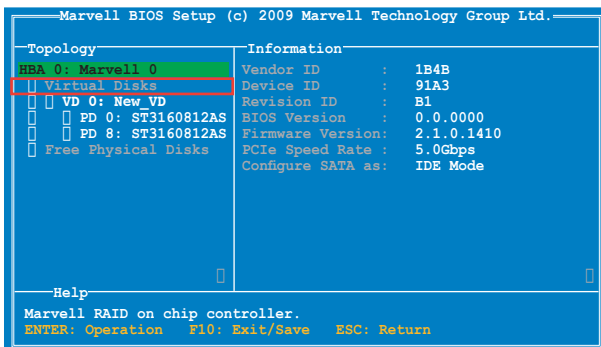 Marvell BIOS Setup (c) 2009 Marvell Technology Group Ltd.
Topology
HBA 0: Marvell 0
Virtual Disks
VD 0: New_VD
PD 0: ST3160812AS
PD 8: ST3160812AS
Free Physical Disks
Information
Vendor ID : 1B4B
Device ID : 91A3
Revision ID : B1
BIOS Version : 0.0.0000
Firmware Version: 2.1.0.1410
PCIe Speed Rate : 5.0Gbps
Configure SATA as: IDE Mode
Help
Marvell RAID on chip controller.
ENTER: Operation F10: Exit/Save ESC: Return